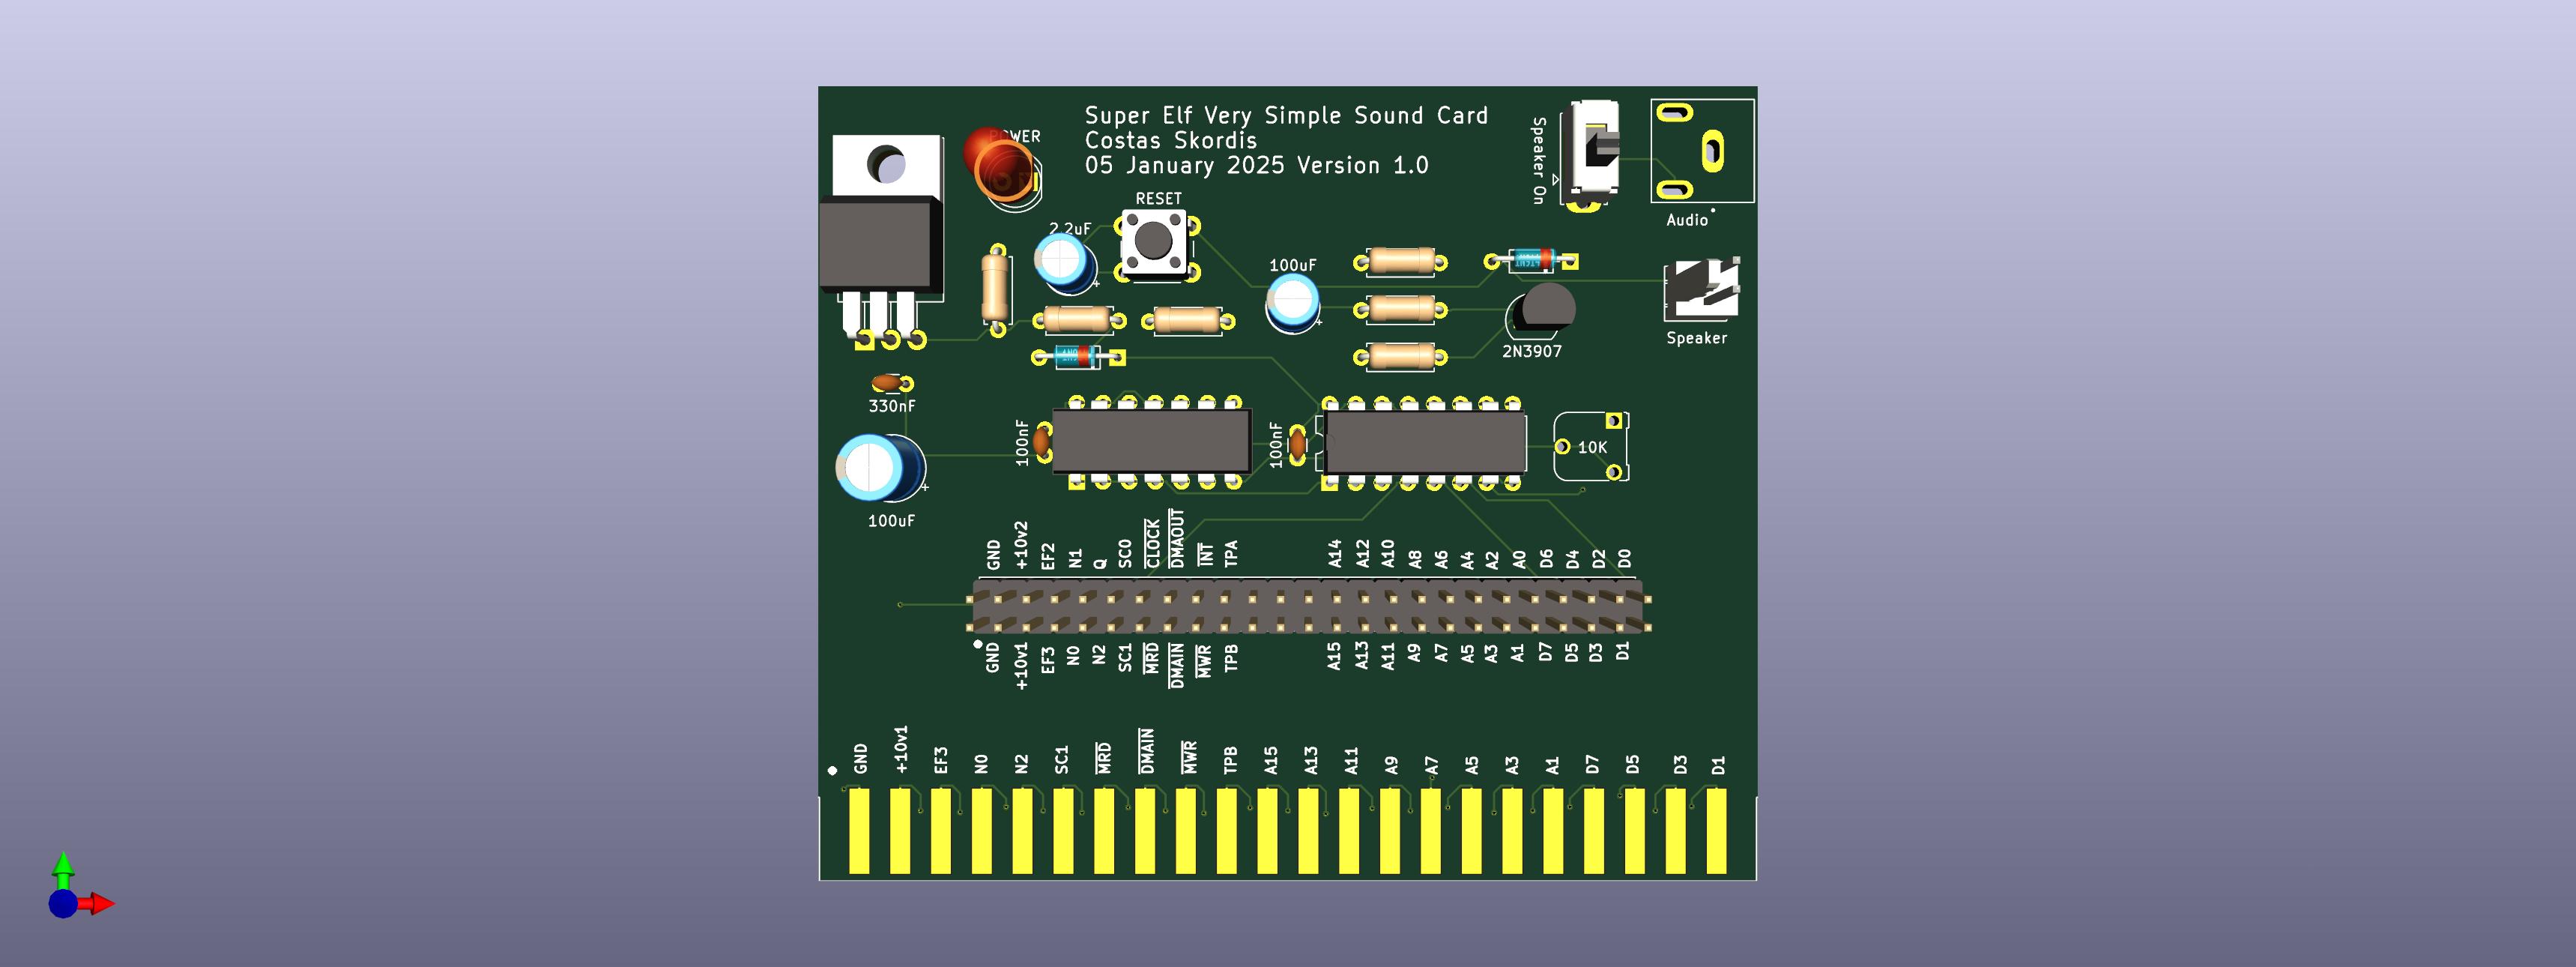 Super Elf Very Simple Sound Card
Costas Skordis
05 January 2025 Version 1.0
POWER
RESET
Speaker On
Audio
2.2uF
100uF
Speaker
2N3907
330nF
100nF
100nF
10K
100uF
GND +10v2 EF2 N1 Q SC0 CLOCK DMAOUT INT TPA A14 A12 A10 A8 A6 A4 A2 A0 D6 D4 D2 D0
GND +10v1 EF3 N0 N2 SC1 MRD DMAIN MWR TPB A15 A13 A11 A9 A7 A5 A3 A1 D7 D5 D3 D1
GND +10v1 EF3 N0 N2 SC1 MRD DMAIN MWR TPB A15 A13 A11 A9 A7 A5 A3 A1 D7 D5 D3 D1